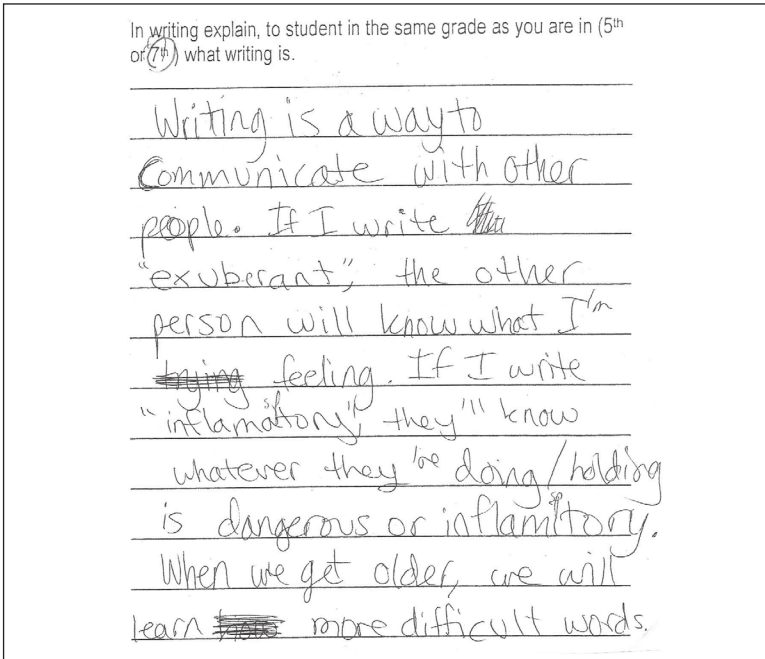 In writing explain, to student in the same grade as you are in (5th
or 7th) what writing is.
Writing is a way to
Communicate with other
people. If I write
"exuberant", the other
person will know what I'm
trying feeling. If I write
"inflamatory", they'll know
whatever they're doing/holding
is dangerous or inflamitory.
When we get older, we will
learn more difficult words.